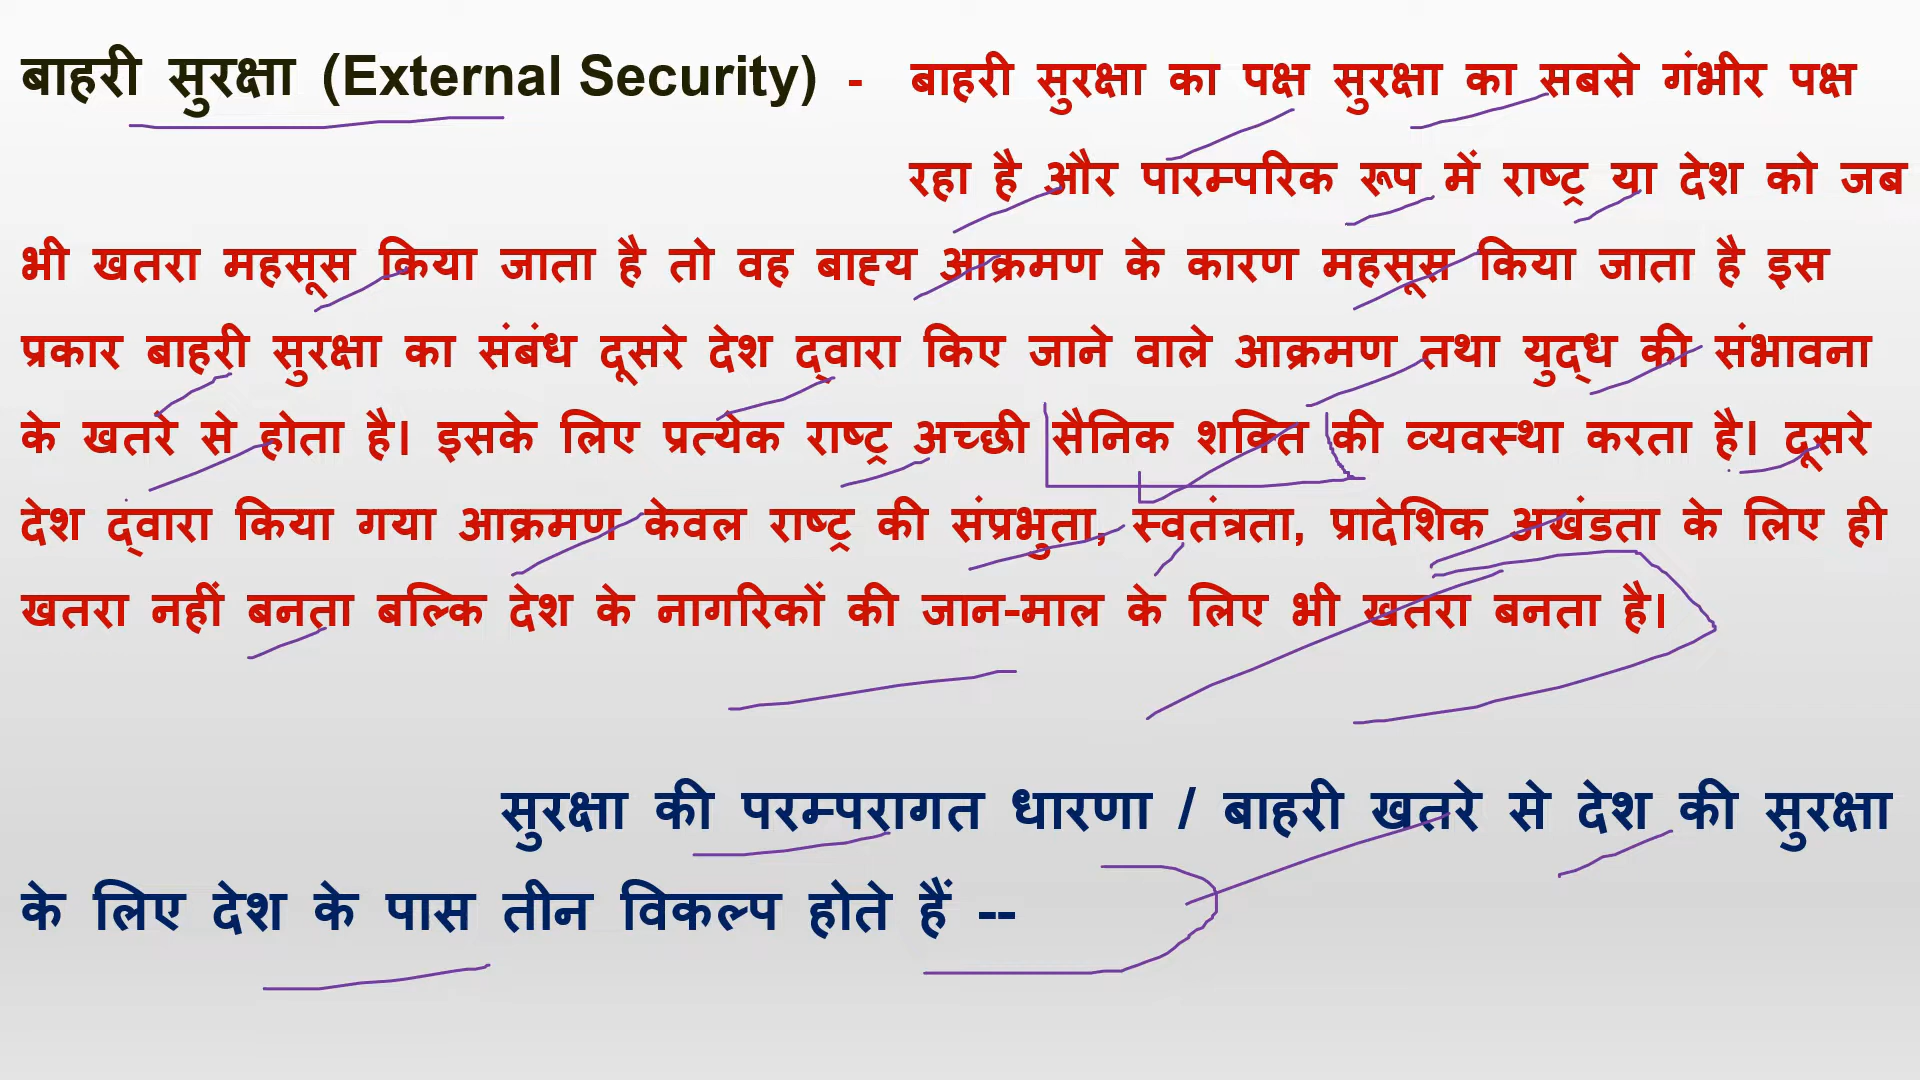 बाहरी सुरक्षा (External Security) - बाहरी सुरक्षा का पक्ष सुरक्षा का सबसे गंभीर पक्ष
रहा है और पारम्परिक रूप में राष्ट्र या देश को जब
भी खतरा महसूस किया जाता है तो वह बाह्य आक्रमण के कारण महसूस किया जाता है इस
प्रकार बाहरी सुरक्षा का संबंध दूसरे देश द्वारा किए जाने वाले आक्रमण तथा युद्ध की संभावना
के खतरे से होता है। इसके लिए प्रत्येक राष्ट्र अच्छी सैनिक शक्ति की व्यवस्था करता है। दूसरे
देश द्वारा किया गया आक्रमण केवल राष्ट्र की संप्रभुता, स्वतंत्रता, प्रादेशिक अखंडता के लिए ही
खतरा नहीं बनता बल्कि देश के नागरिकों की जान-माल के लिए भी खतरा बनता है।
सुरक्षा की परम्परागत धारणा / बाहरी खतरे से देश की सुरक्षा
के लिए देश के पास तीन विकल्प होते हैं --